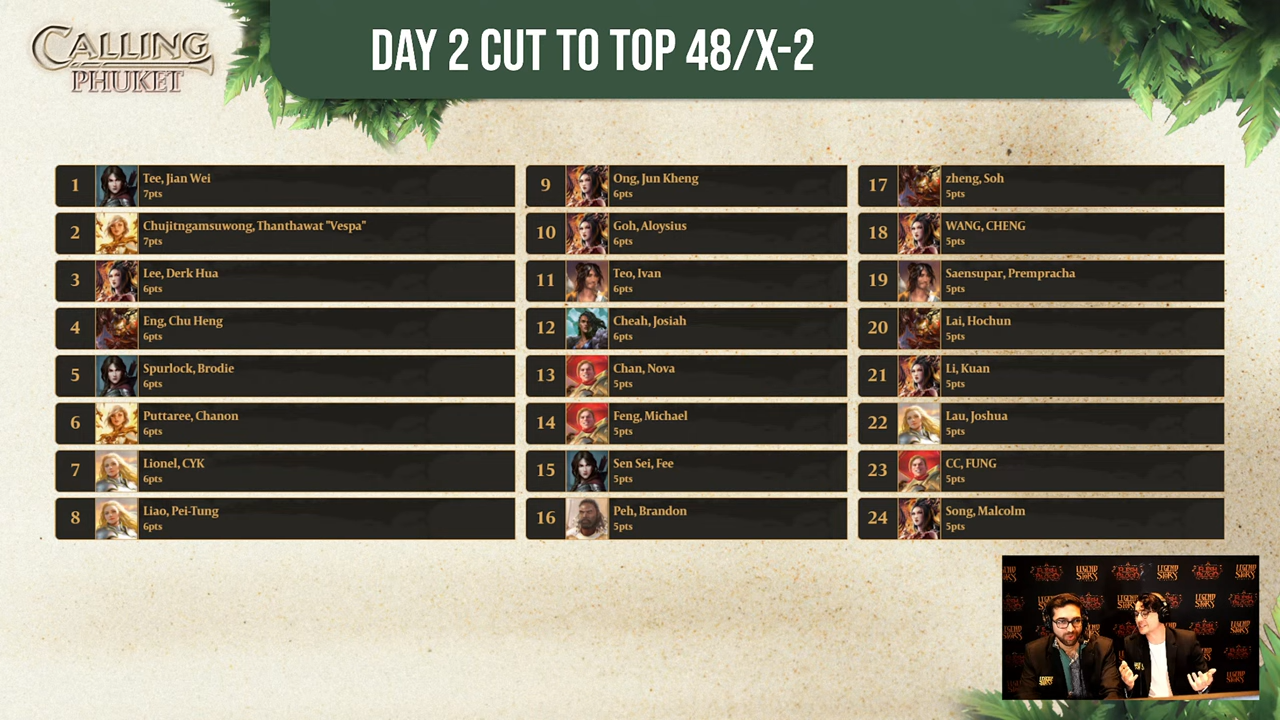 CALLING
PHUKET
DAY 2 CUT TO TOP 48/X-2
1
Tee, Jian Wei
7pts
2
Chujitngamsuwong, Thanthawat "Vespa"
7pts
3
Lee, Derk Hua
6pts
4
Eng, Chu Heng
6pts
5
Spurlock, Brodie
6pts
6
Puttaree, Chanon
6pts
7
Lionel, CYK
6pts
8
Liao, Pei-Tung
6pts
9
Ong, Jun Kheng
6pts
10
Goh, Aloysius
6pts
11
Teo, Ivan
6pts
12
Cheah, Josiah
6pts
13
Chan, Nova
5pts
14
Feng, Michael
5pts
15
Sen Sei, Fee
5pts
16
Peh, Brandon
5pts
17
zheng, Soh
5pts
18
WANG, CHENG
5pts
19
Saensupar, Prempracha
5pts
20
Lai, Hochun
5pts
21
Li, Kuan
5pts
22
Lau, Joshua
5pts
23
CC, FUNG
5pts
24
Song, Malcolm
5pts
LEGEND
STORY